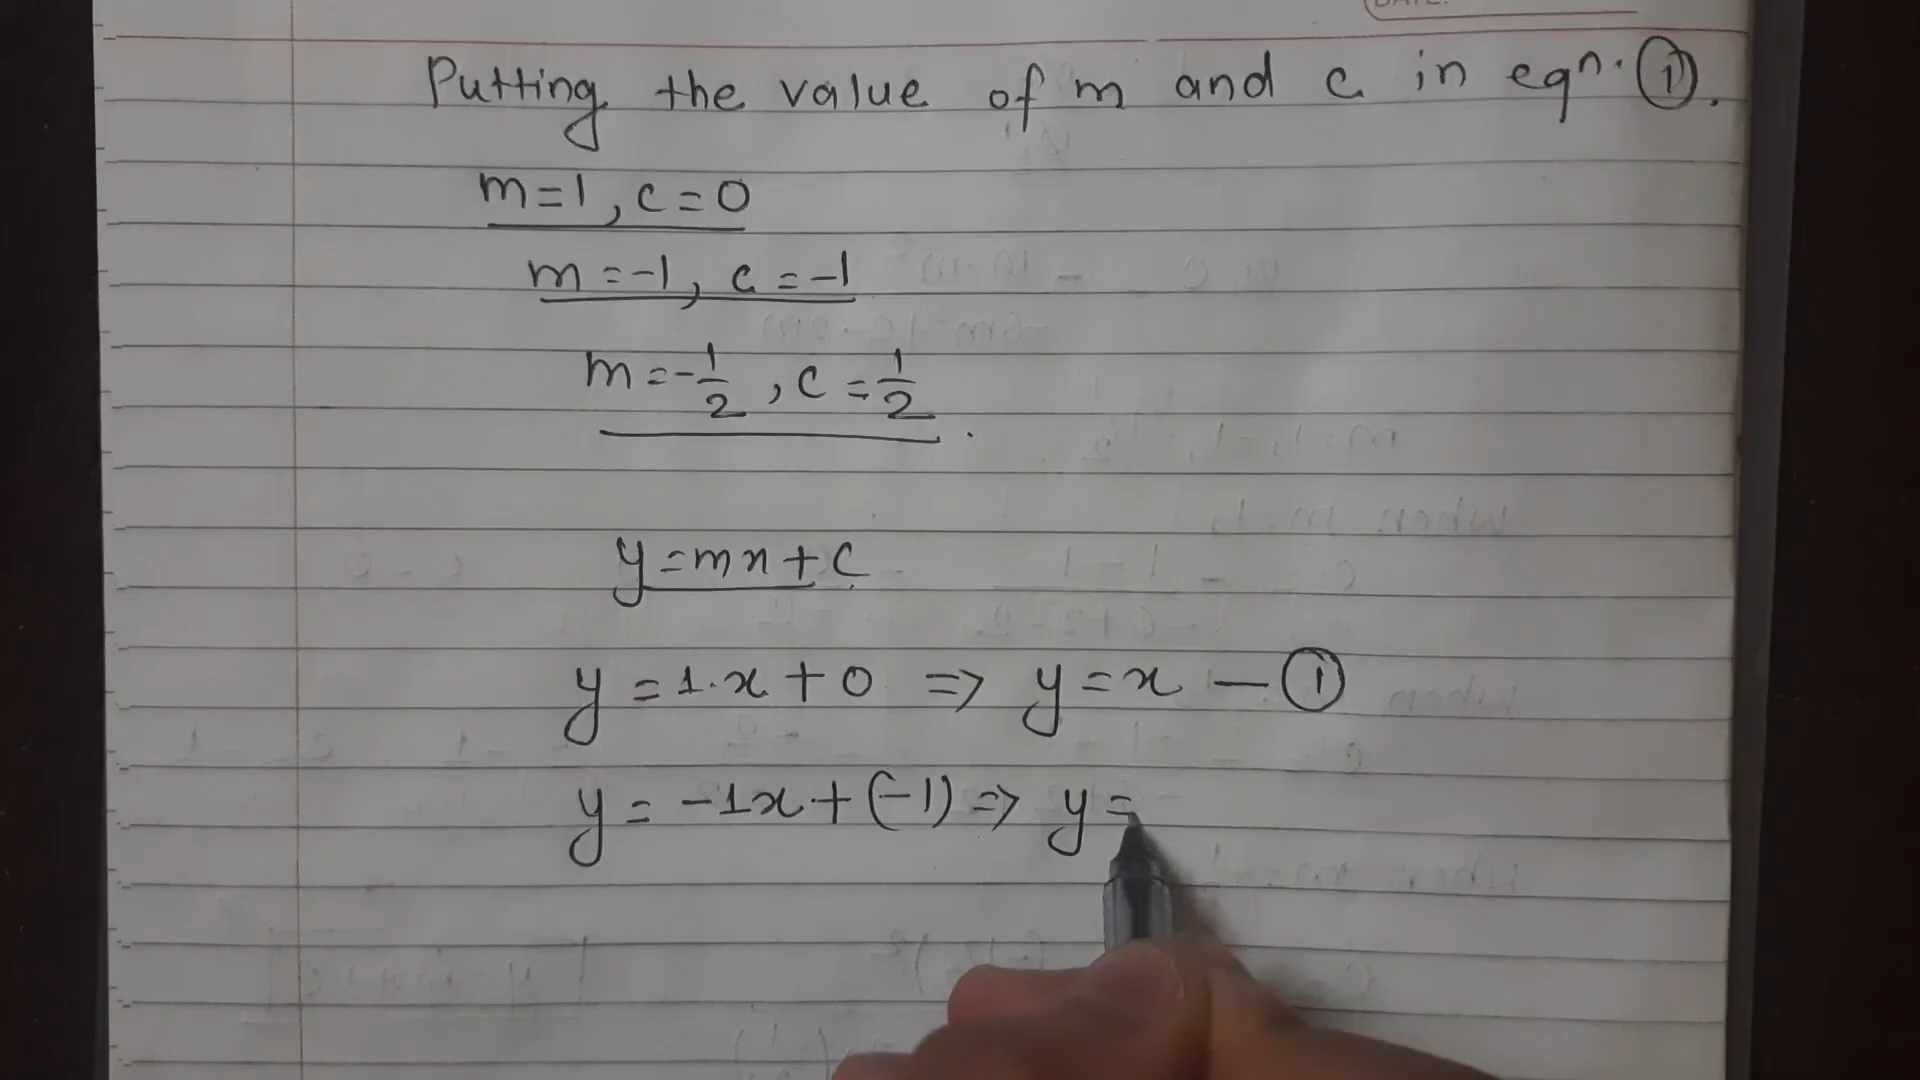 DATE:
Putting the value of m and c in eqn. ①.
m=1, c=0
m=-1, c=-1
m=-1/2, c=1/2.
y=mx+c
y=1.x+0 => y=x —①
y=-1x+(-1) => y=